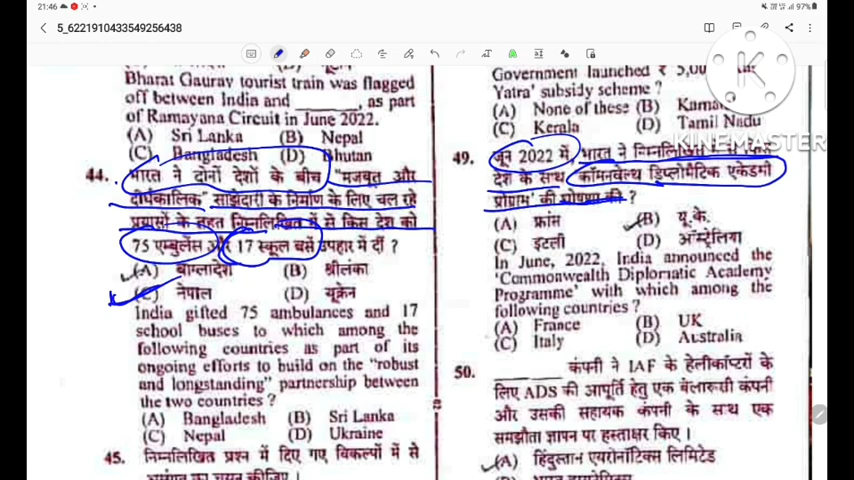 21:46
97%
5_6221910433549256438
Bharat Gaurav tourist train was flagged
off between India and ______, as part
of Ramayana Circuit in June 2022.
(A) Sri Lanka (B) Nepal
(C) Bangladesh (D) Bhutan
44. भारत ने दोनों देशों के बीच "मजबूत और
दीर्घकालिक" साझेदारी के निर्माण के लिए चल रहे
प्रयासों के तहत निम्नलिखित में से किस देश को
75 एम्बुलेंस और 17 स्कूल बसें उपहार में दीं ?
(A) बांग्लादेश (B) श्रीलंका
(C) नेपाल (D) यूक्रेन
India gifted 75 ambulances and 17
school buses to which among the
following countries as part of its
ongoing efforts to build on the "robust
and longstanding" partnership between
the two countries ?
(A) Bangladesh (B) Sri Lanka
(C) Nepal (D) Ukraine
45. निम्नलिखित प्रश्न में दिए गए विकल्पों में से
Government launched ₹ 5,00
Yatra' subsidy scheme ?
(A) None of these (B)
(C) Kerala (D) Tamil Nadu
49. जून 2022 में, भारत ने निम्नलिखित में से किस
देश के साथ 'कॉमनवेल्थ डिप्लोमैटिक एकेडमी
प्रोग्राम' की घोषणा की ?
(A) फ्रांस (B) यू.के.
(C) इटली (D) ऑस्ट्रेलिया
In June, 2022, India announced the
'Commonwealth Diplomatic Academy
Programme' with which among the
following countries ?
(A) France (B) UK
(C) Italy (D) Australia
50. ______ कंपनी ने IAF के हेलीकॉप्टरों के
लिए ADS की आपूर्ति हेतु एक बेलारूसी कंपनी
और उसकी सहायक कंपनी के साथ एक
समझौता ज्ञापन पर हस्ताक्षर किए।
(A) हिंदुस्तान एयरोनॉटिक्स लिमिटेड
K
MADE WITH
KINEMASTER